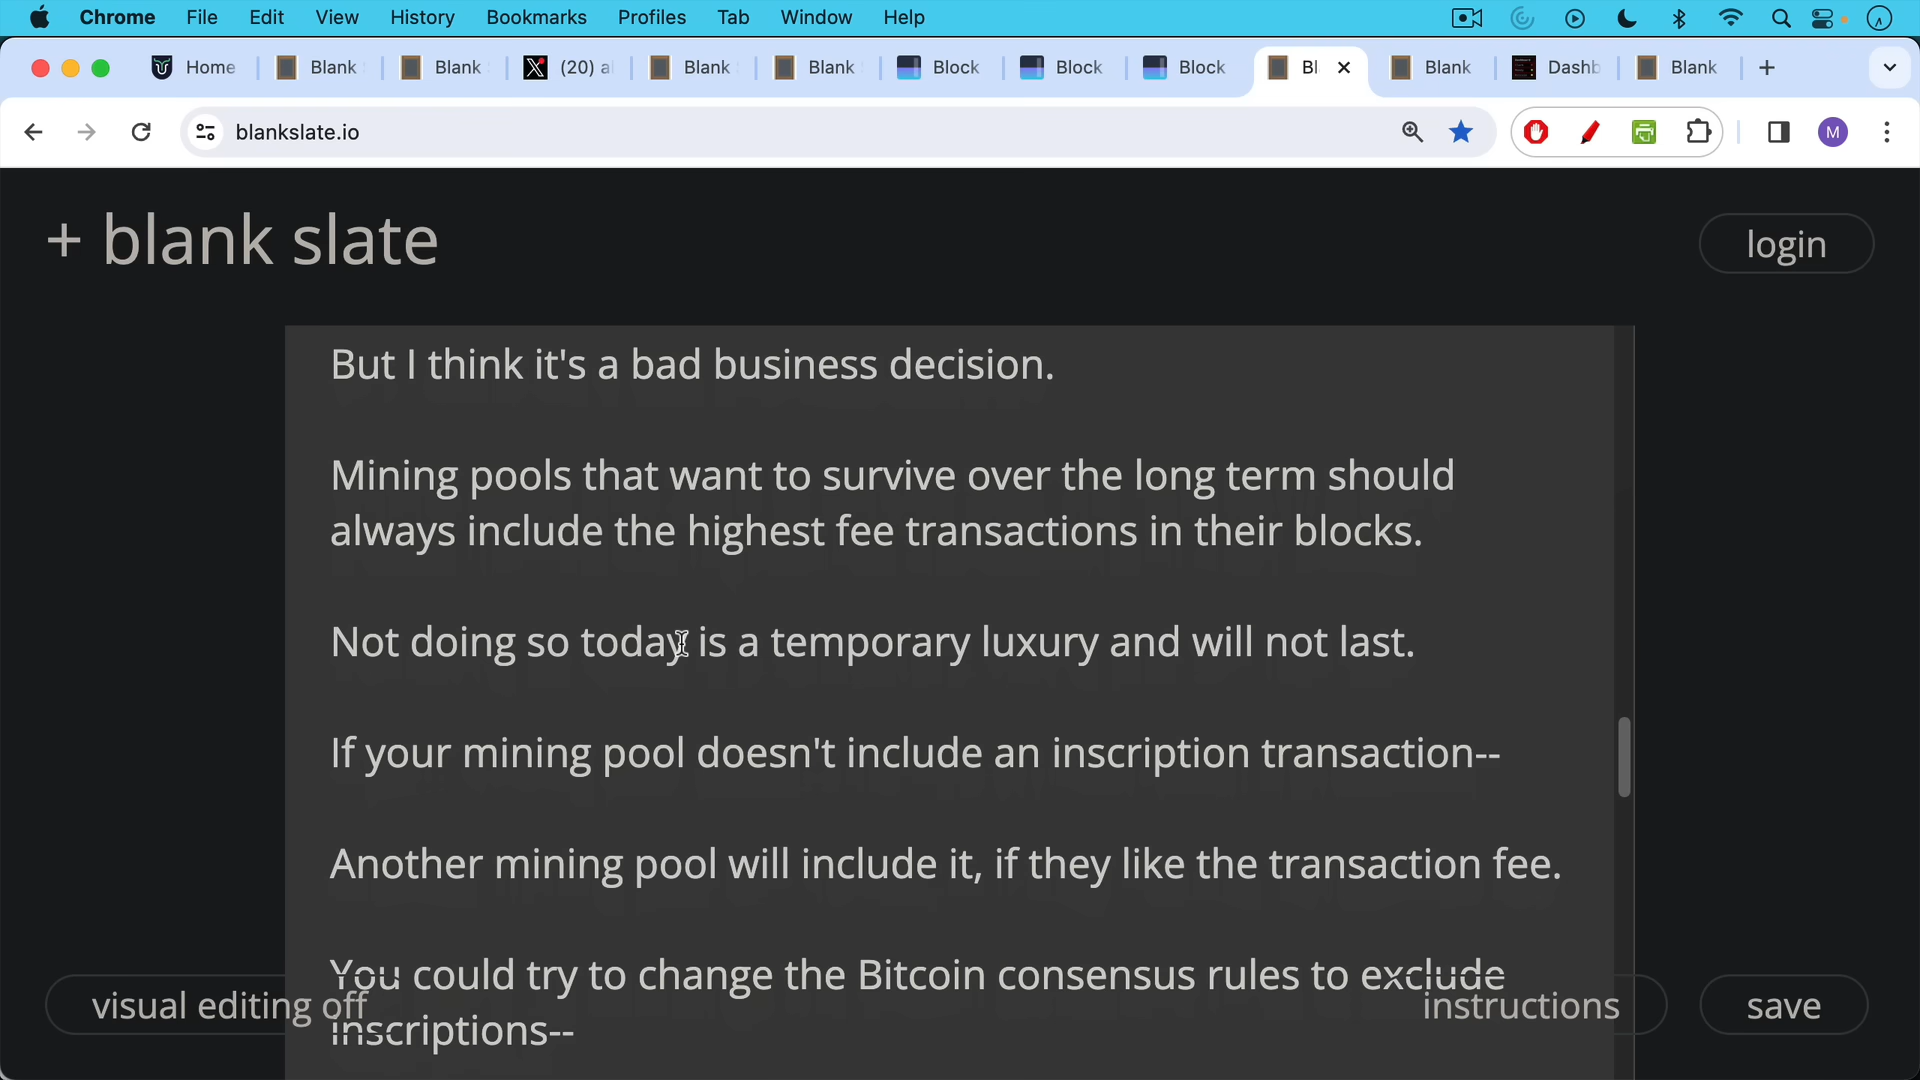 Chrome File Edit View History Bookmarks Profiles Tab Window Help
Home Blank Blank (20) al Blank Blank Block Block Block Bl Blank Dashb Blank
blankslate.io M
+ blank slate
login
But I think it's a bad business decision.
Mining pools that want to survive over the long term should
always include the highest fee transactions in their blocks.
Not doing so today is a temporary luxury and will not last.
If your mining pool doesn't include an inscription transaction--
Another mining pool will include it, if they like the transaction fee.
You could try to change the Bitcoin consensus rules to exclude
inscriptions--
visual editing off
instructions
save